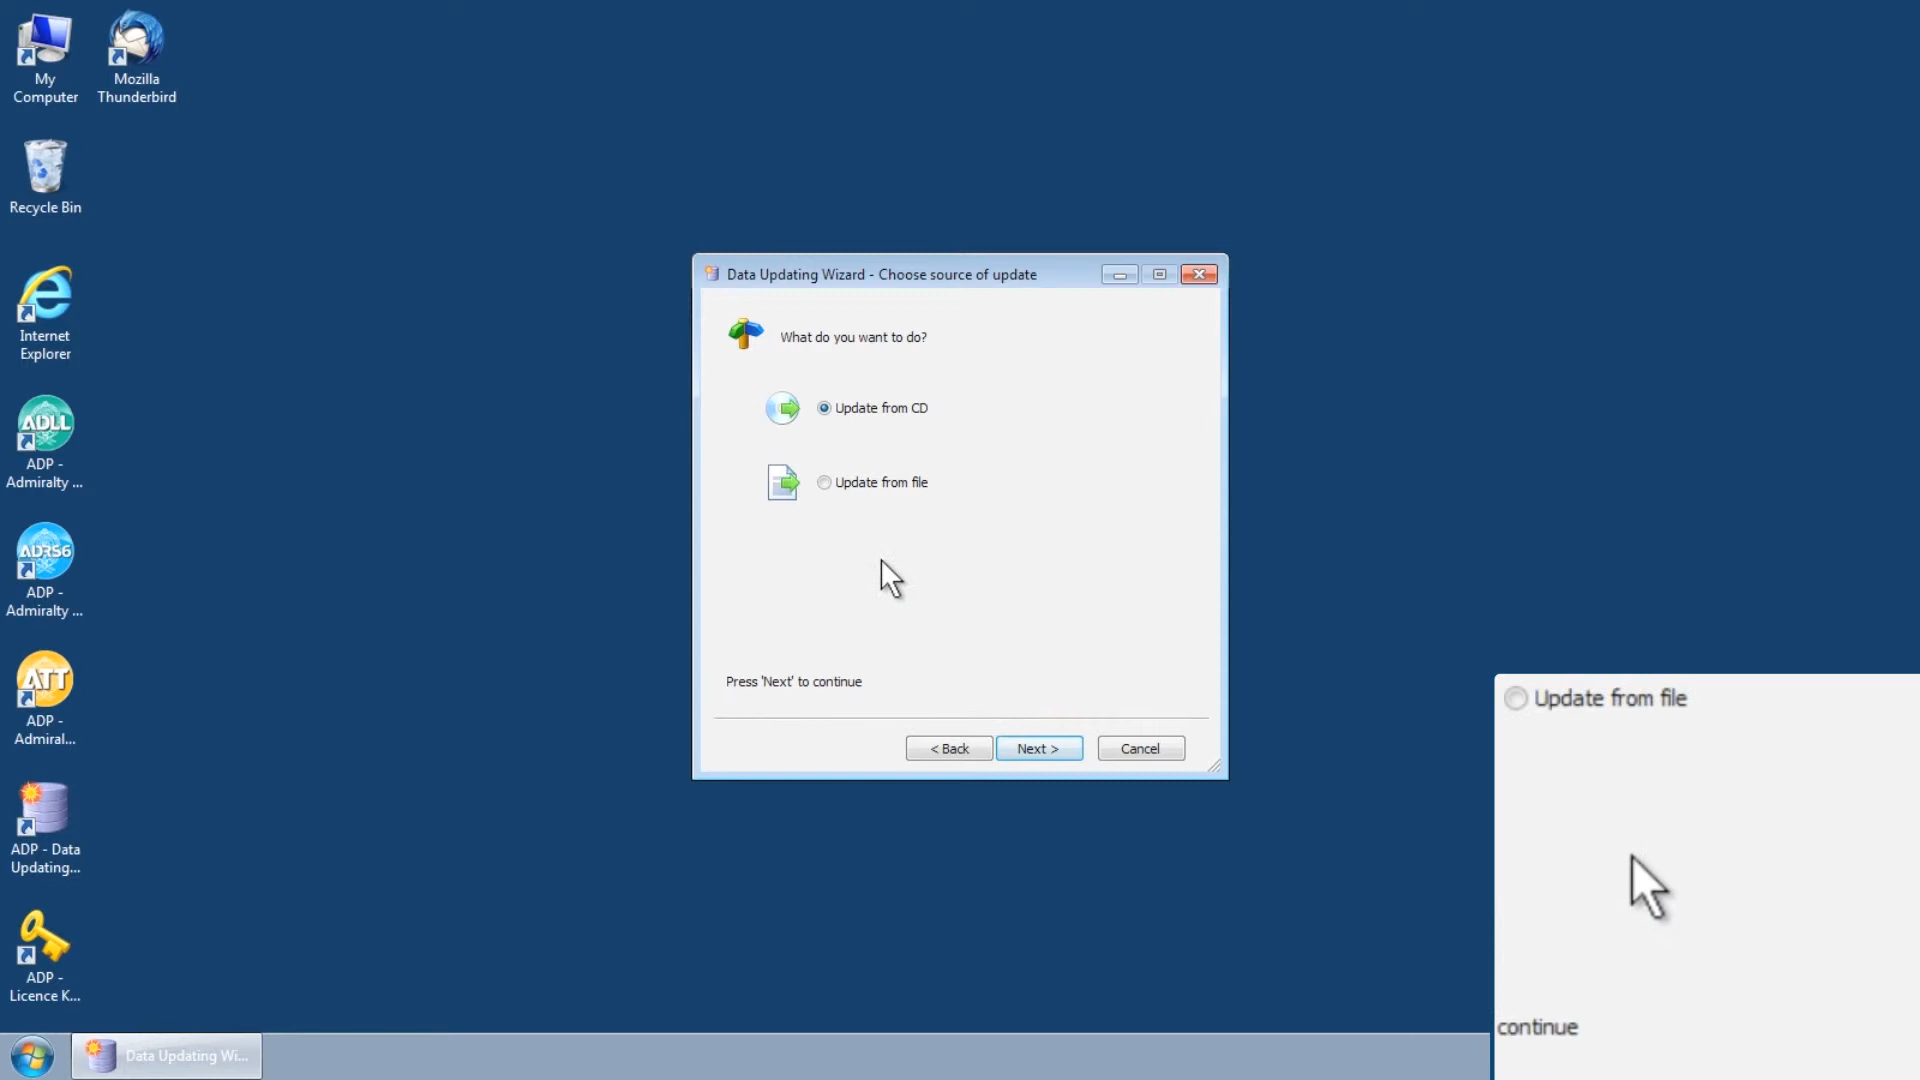 My
Computer
Mozilla
Thunderbird
Recycle Bin
Internet
Explorer
ADLL
ADP -
Admiralty ...
ADRS6
ADP -
Admiralty ...
ATT
ADP -
Admiral...
ADP - Data
Updating...
ADP -
Licence K...
Data Updating Wizard - Choose source of update
What do you want to do?
Update from CD
Update from file
Press 'Next' to continue
< Back
Next >
Cancel
Update from file
continue
Data Updating Wi...